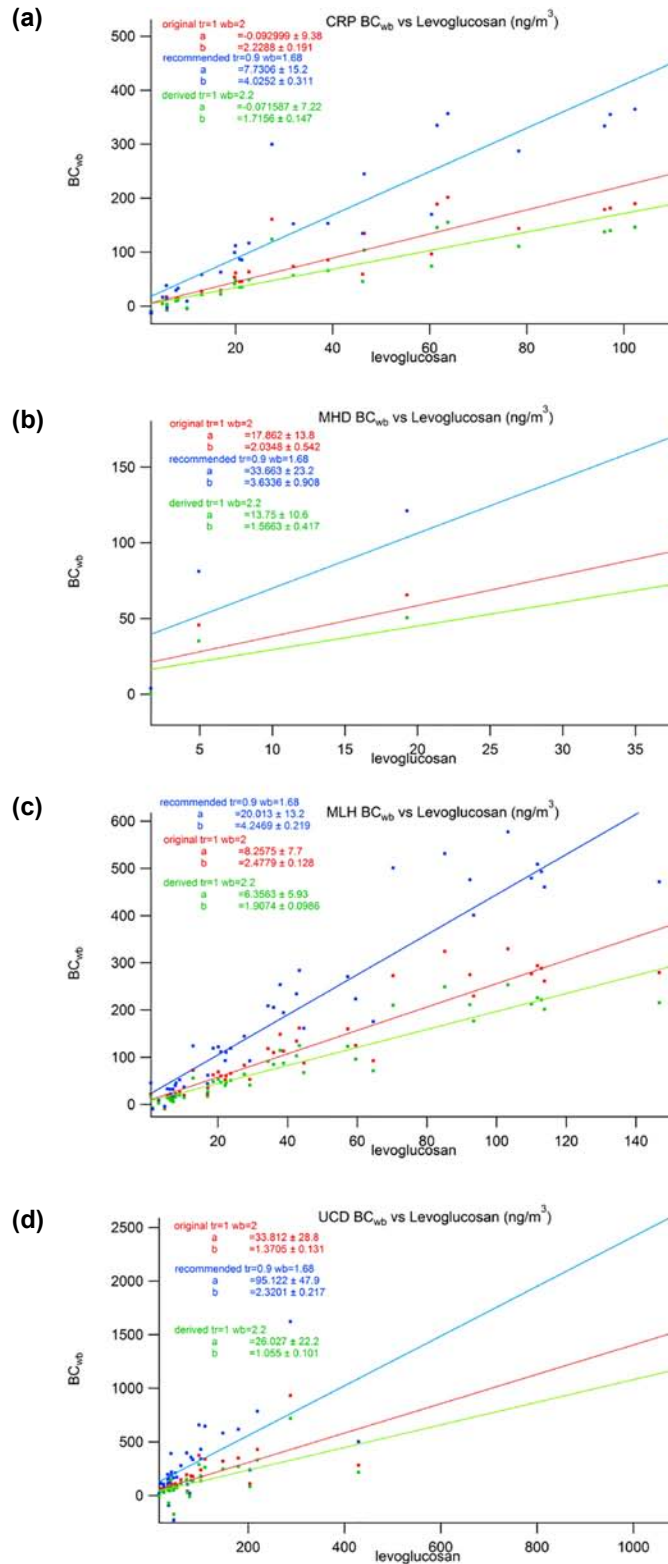 (a)
CRP BCwb vs Levoglucosan (ng/m3)
original tr=1 wb=2
a =-0.092999 ± 9.38
b 2.2288 ± 0.191
recommended tr=0.9 wb=1.68
a =7.7306 ± 15.2
b 4.0252 ± 0.311
derived tr=1 wb=2.2
a =-0.071587 ± 7.22
b 1.7156 ± 0.147
500
400
300
200
100
0
BCwb
20 40 60 80 100
levoglucosan
(b)
MHD BCwb vs Levoglucosan (ng/m3)
original tr=1 wb=2
a =17.862 ± 13.8
b =2.0348 ± 0.542
recommended tr=0.9 wb=1.68
a =33.663 ± 23.2
b =3.6336 ± 0.908
derived tr=1 wb=2.2
a =13.75 ± 10.6
b =1.5663 ± 0.417
150
100
50
0
BCwb
5 10 15 20 25 30 35
levoglucosan
(c)
MLH BCwb vs Levoglucosan (ng/m3)
recommended tr=0.9 wb=1.68
a =20.013 ± 13.2
b =4.2469 ± 0.219
original tr=1 wb=2
a =8.2575 ± 7.7
b =2.4779 ± 0.128
derived tr=1 wb=2.2
a =6.3563 ± 5.93
b =1.9074 ± 0.0986
600
500
400
300
200
100
0
BCwb
20 40 60 80 100 120 140
levoglucosan
(d)
UCD BCwb vs Levoglucosan (ng/m3)
original tr=1 wb=2
a =33.812 ± 28.8
b =1.3705 ± 0.131
recommended tr=0.9 wb=1.68
a =95.122 ± 47.9
b =2.3201 ± 0.217
derived tr=1 wb=2.2
a =26.027 ± 22.2
b =1.055 ± 0.101
2500
2000
1500
1000
500
0
BCwb
200 400 600 800 1000
levoglucosan